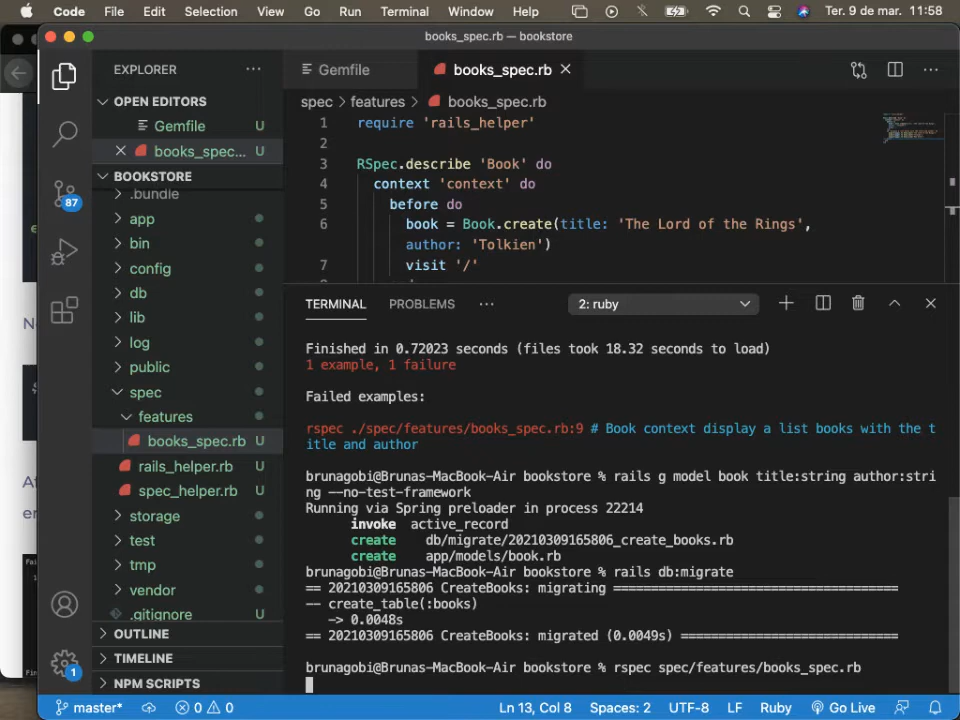 Code File Edit Selection View Go Run Terminal Window Help Ter. 9 de mar. 11:58
books_spec.rb — bookstore
EXPLORER
OPEN EDITORS
Gemfile U
books_spec... U
BOOKSTORE
.bundle
app
bin
config
db
lib
log
public
spec
features
books_spec.rb U
rails_helper.rb U
spec_helper.rb U
storage
test
tmp
vendor
.gitignore U
OUTLINE
TIMELINE
NPM SCRIPTS
87
1
Gemfile
books_spec.rb
spec > features > books_spec.rb
1 require 'rails_helper'
2
3 RSpec.describe 'Book' do
4 context 'context' do
5 before do
6 book = Book.create(title: 'The Lord of the Rings',
author: 'Tolkien')
7 visit '/'
TERMINAL PROBLEMS ··· 2: ruby
Finished in 0.72023 seconds (files took 18.32 seconds to load)
1 example, 1 failure
Failed examples:
rspec ./spec/features/books_spec.rb:9 # Book context display a list books with the t
itle and author
brunagobi@Brunas-MacBook-Air bookstore % rails g model book title:string author:stri
ng --no-test-framework
Running via Spring preloader in process 22214
invoke active_record
create db/migrate/20210309165806_create_books.rb
create app/models/book.rb
brunagobi@Brunas-MacBook-Air bookstore % rails db:migrate
== 20210309165806 CreateBooks: migrating =====================================
-- create_table(:books)
-> 0.0048s
== 20210309165806 CreateBooks: migrated (0.0049s) ============================
brunagobi@Brunas-MacBook-Air bookstore % rspec spec/features/books_spec.rb
master* 0 0 Ln 13, Col 8 Spaces: 2 UTF-8 LF Ruby Go Live